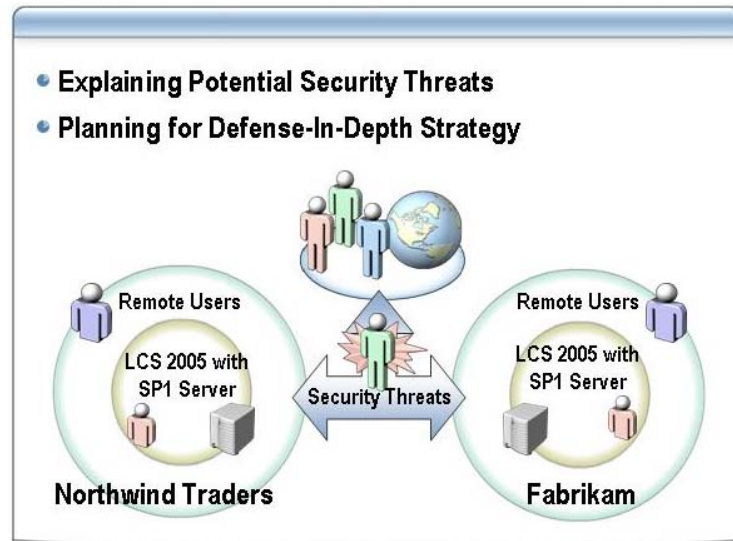 Explaining Potential Security Threats
Planning for Defense-In-Depth Strategy
Remote Users
LCS 2005 with
SP1 Server
Northwind Traders
Security Threats
Remote Users
LCS 2005 with
SP1 Server
Fabrikam